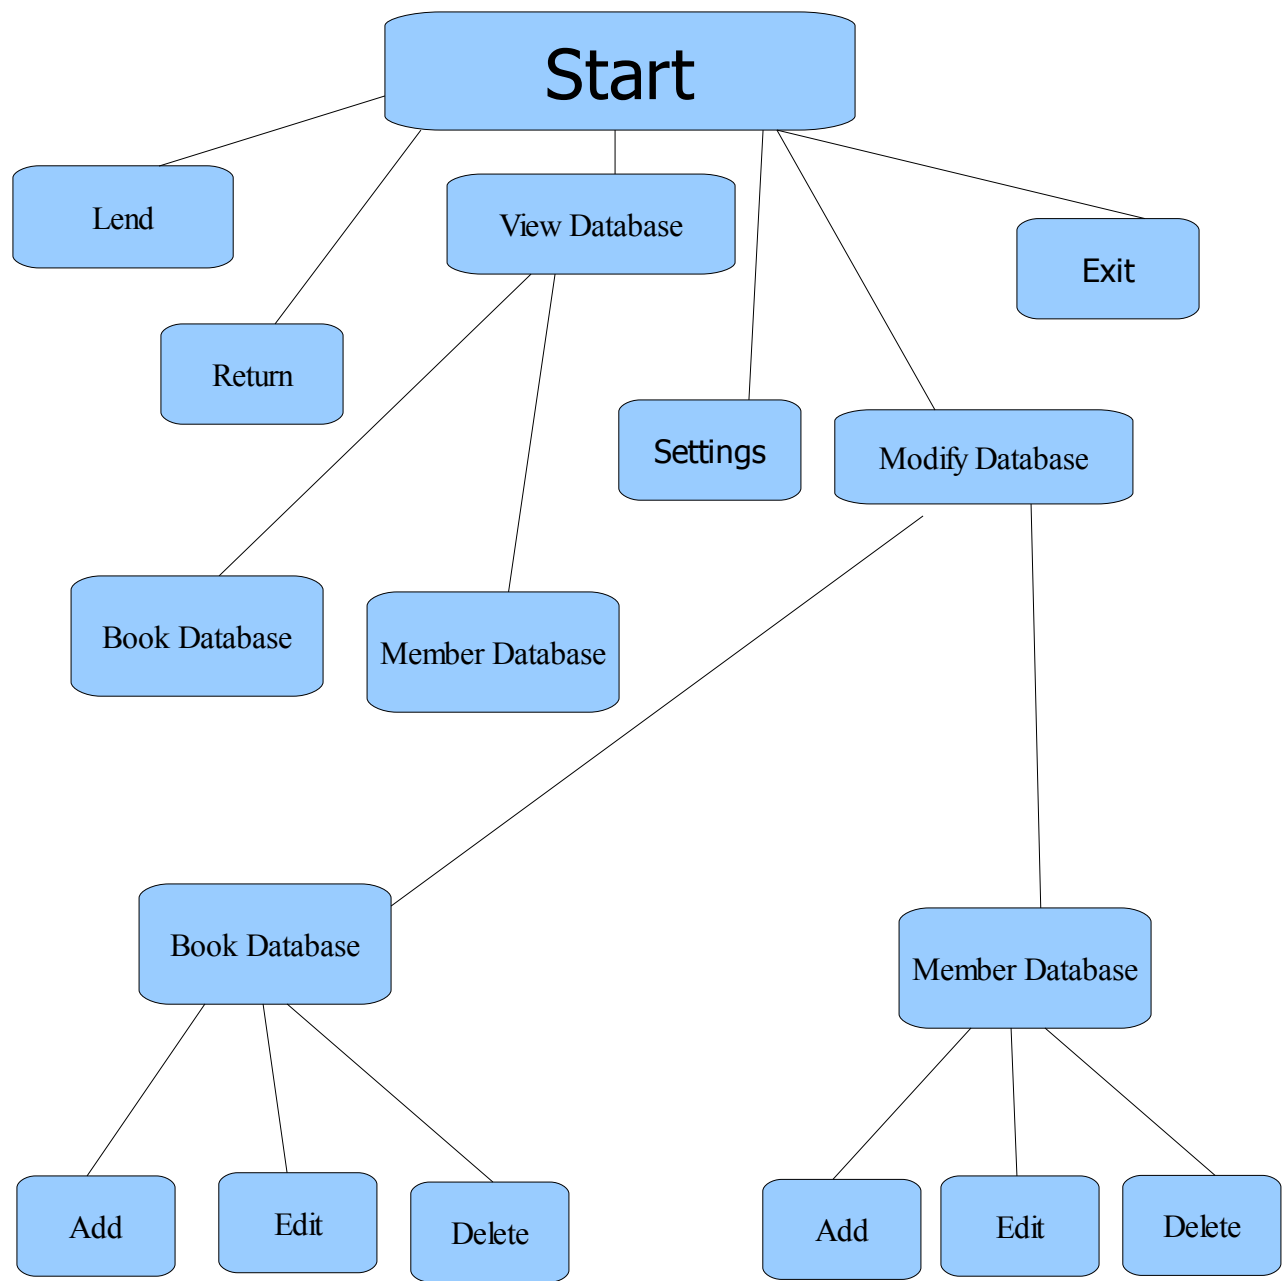 Start
Lend
View Database
Exit
Return
Settings
Modify Database
Book Database
Member Database
Book Database
Member Database
Add
Edit
Delete
Add
Edit
Delete